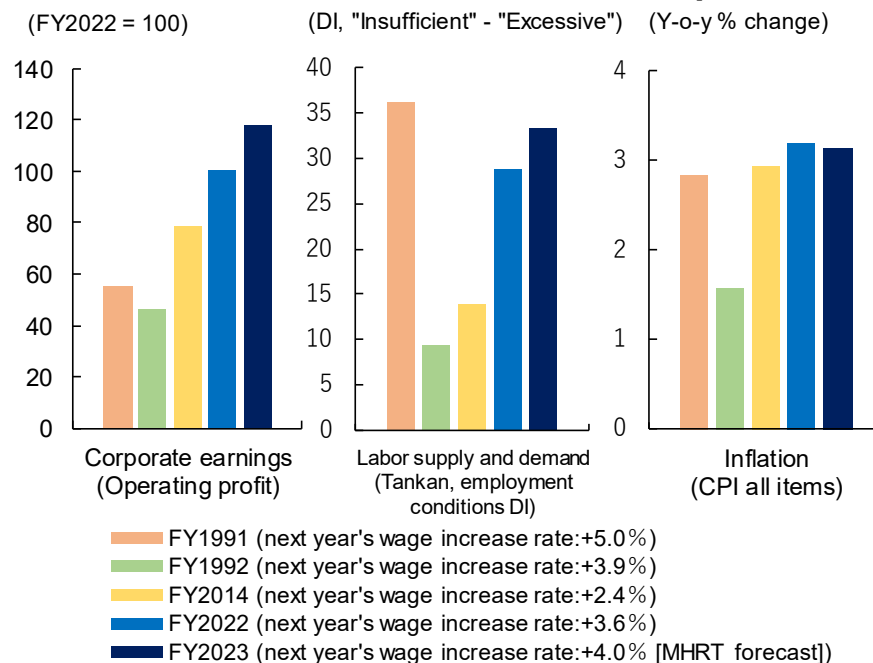 (FY2022 = 100)
(DI, "Insufficient" - "Excessive")
(Y-o-y % change)
140
120
100
80
60
40
20
0
40
35
30
25
20
15
10
5
0
4
3
2
1
0
Corporate earnings
(Operating profit)
Labor supply and demand
(Tankan, employment
conditions DI)
Inflation
(CPI all items)
FY1991 (next year's wage increase rate:+5.0%)
FY1992 (next year's wage increase rate:+3.9%)
FY2014 (next year's wage increase rate:+2.4%)
FY2022 (next year's wage increase rate:+3.6%)
FY2023 (next year's wage increase rate:+4.0% [MHRT forecast])